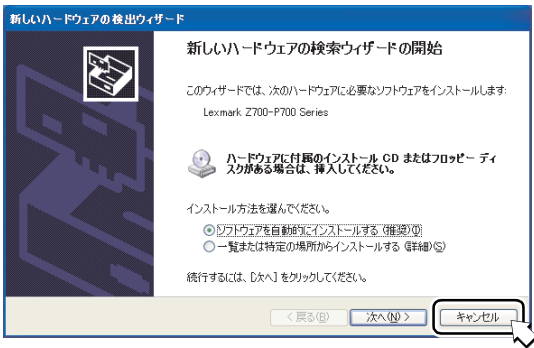 新しいハードウェアの検出ウィザード
新しいハードウェアの検索ウィザードの開始
このウィザードでは、次のハードウェアに必要なソフトウェアをインストールします:
Lexmark Z700-P700 Series
ハードウェアに付属のインストール CD またはフロッピー ディ
スクがある場合は、挿入してください。
インストール方法を選んでください。
ソフトウェアを自動的にインストールする (推奨)(I)
一覧または特定の場所からインストールする (詳細)(S)
続行するには、[次へ] をクリックしてください。
< 戻る(B) 次へ(N) > キャンセル